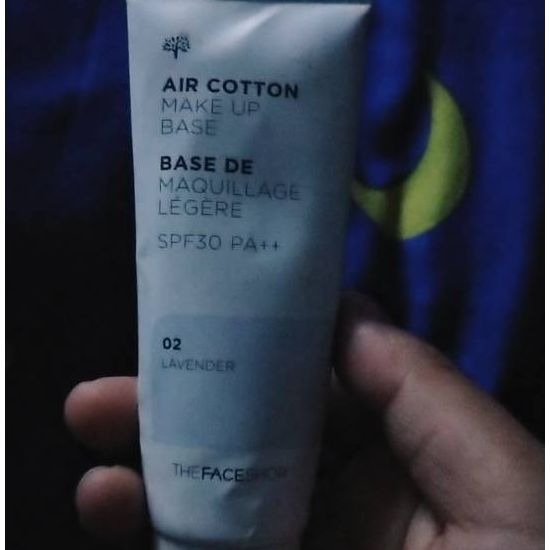 AIR COTTON
MAKE UP
BASE
BASE DE
MAQUILLAGE
LÉGÈRE
SPF30 PA++
02
LAVENDER
THEFACESHOP